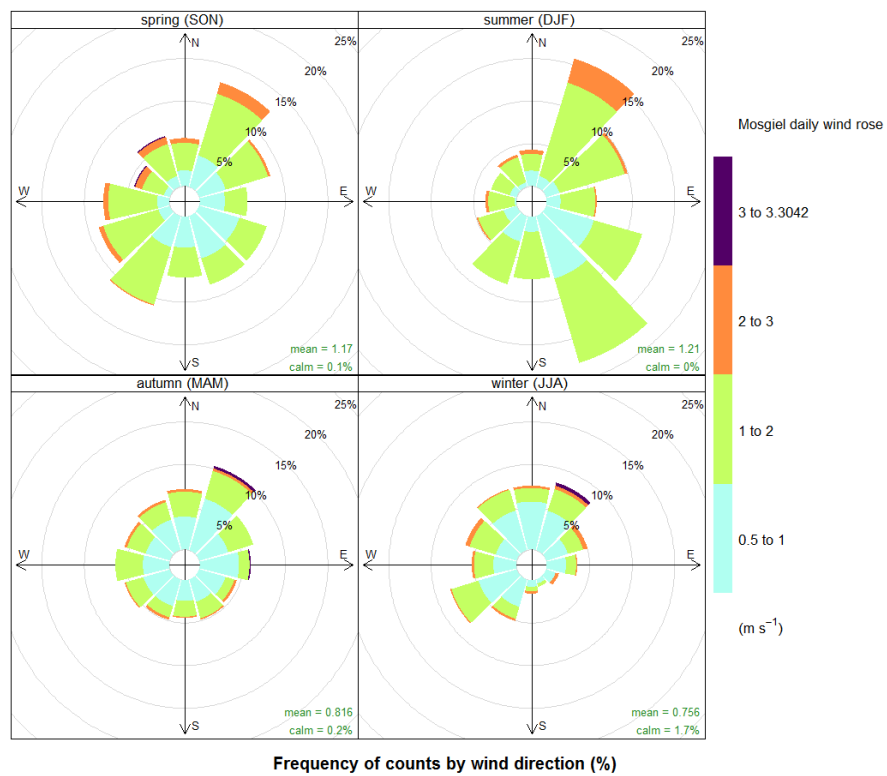 spring (SON)
N
25%
20%
15%
10%
5%
W
E
mean = 1.17
calm = 0.1%
S
summer (DJF)
N
25%
20%
15%
10%
5%
W
E
mean = 1.21
calm = 0%
S
autumn (MAM)
N
25%
20%
15%
10%
5%
W
E
mean = 0.816
calm = 0.2%
S
winter (JJA)
N
25%
20%
15%
10%
5%
W
E
mean = 0.756
calm = 1.7%
S
Mosgiel daily wind rose
3 to 3.3042
2 to 3
1 to 2
0.5 to 1
(m s⁻¹)
Frequency of counts by wind direction (%)